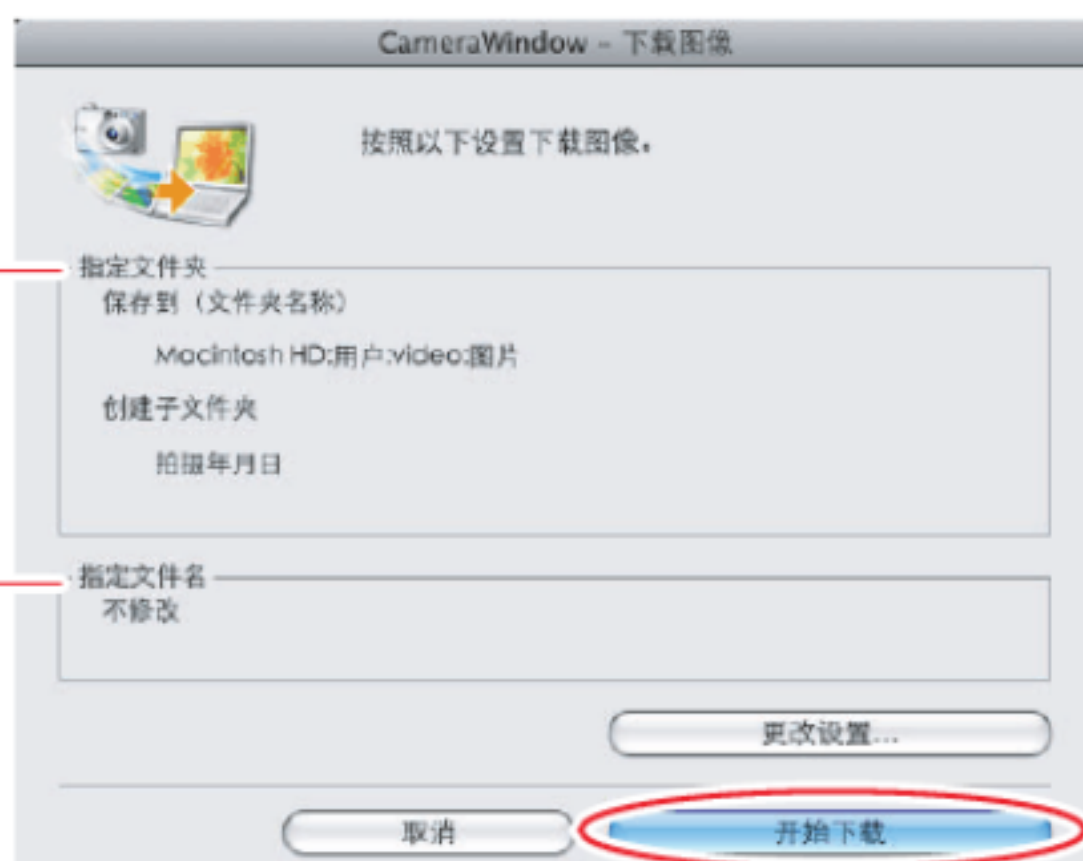 CameraWindow – 下载图像
按照以下设置下载图像。
指定文件夹
保存到（文件夹名称）
Macintosh HD:用户:video:图片
创建子文件夹
拍摄年月日
指定文件名
不修改
更改设置...
取消
开始下载